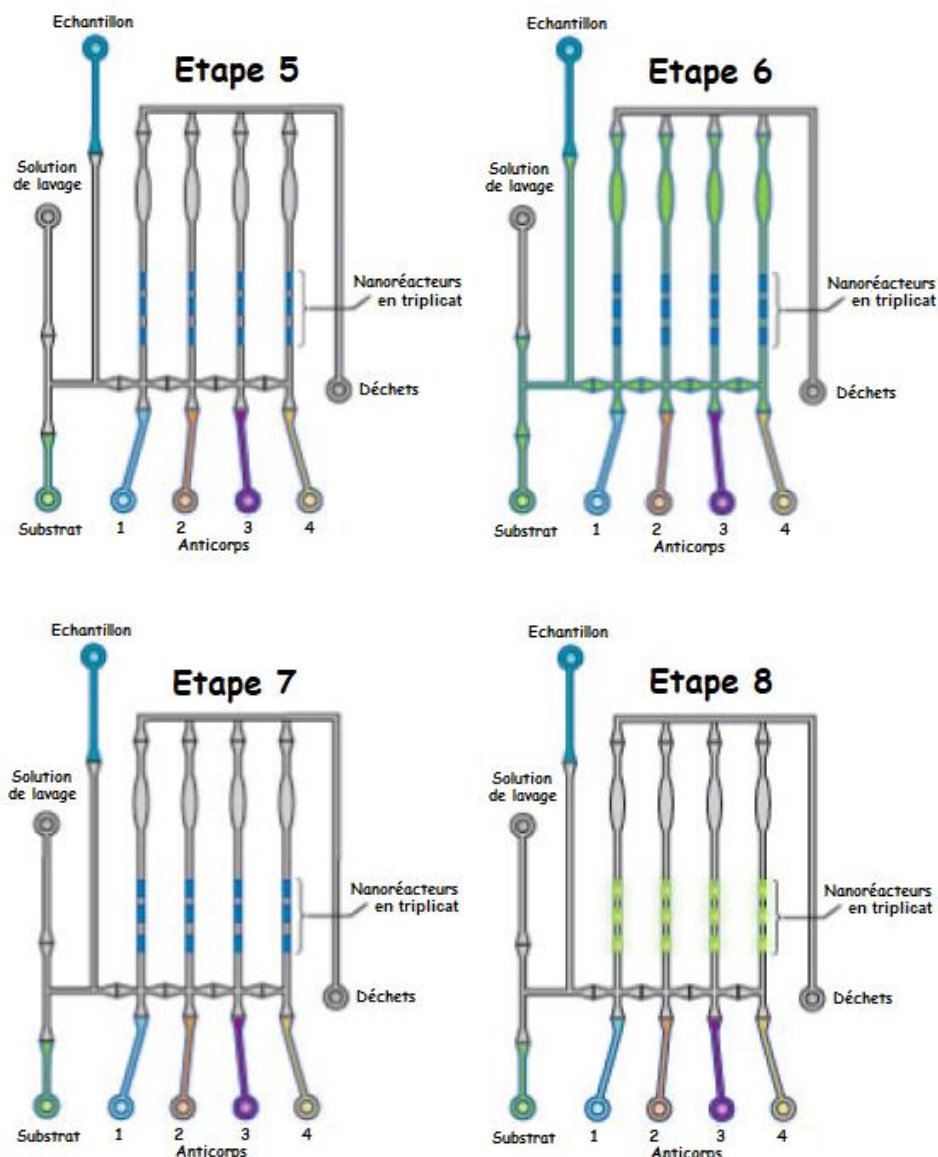 Echantillon
Etape 5
Solution
de lavage
Nanoréacteurs
en triplicat
Déchets
Substrat
1
2
3
4
Anticorps
Echantillon
Etape 6
Solution
de lavage
Nanoréacteurs
en triplicat
Déchets
Substrat
1
2
3
4
Anticorps
Echantillon
Etape 7
Solution
de lavage
Nanoréacteurs
en triplicat
Déchets
Substrat
1
2
3
4
Anticorps
Echantillon
Etape 8
Solution
de lavage
Nanoréacteurs
en triplicat
Déchets
Substrat
1
2
3
4
Anticorps